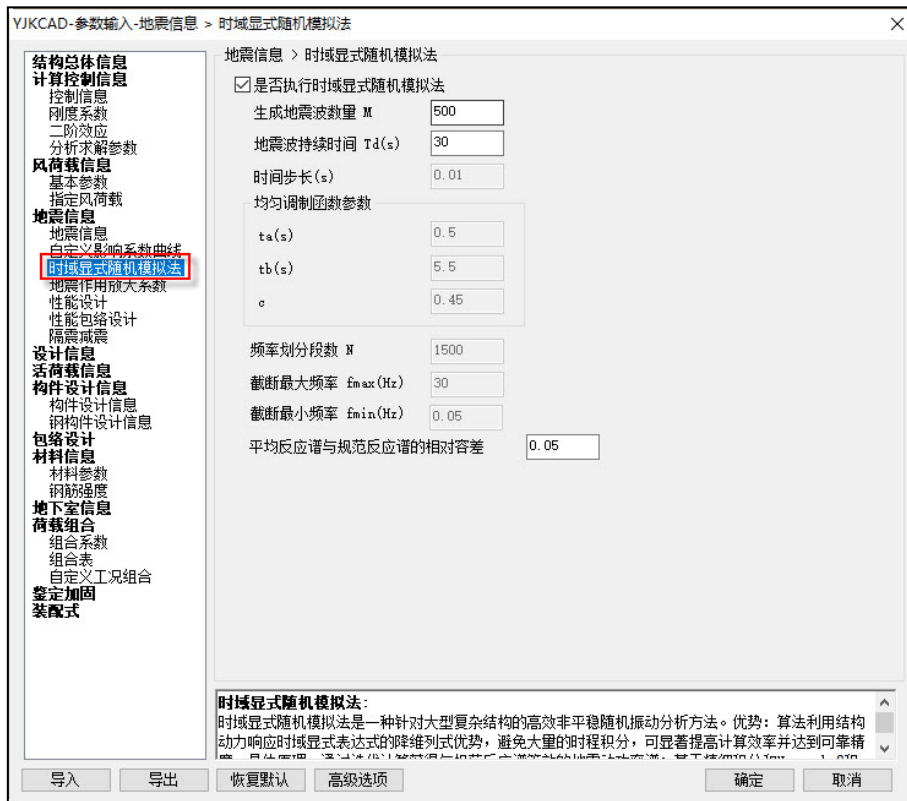 YJKCAD-参数输入-地震信息 > 时域显式随机模拟法
结构总体信息
计算控制信息
控制信息
刚度系数
二阶效应
分析求解参数
风荷载信息
基本参数
指定风荷载
地震信息
地震信息
自定义影响系数曲线
时域显式随机模拟法
地震作用放大系数
性能设计
性能包络设计
隔震减震
设计信息
活荷载信息
构件设计信息
构件设计信息
钢构件设计信息
包络设计
材料信息
材料参数
钢筋强度
地下室信息
荷载组合
组合系数
组合表
自定义工况组合
鉴定加固
装配式
地震信息 > 时域显式随机模拟法
是否执行时域显式随机模拟法
生成地震波数量 M 500
地震波持续时间 Td(s) 30
时间步长(s) 0.01
均匀调制函数参数
ta(s) 0.5
tb(s) 5.5
c 0.45
频率划分段数 N 1500
截断最大频率 fmax(Hz) 30
截断最小频率 fmin(Hz) 0.05
平均反应谱与规范反应谱的相对容差 0.05
时域显式随机模拟法:
时域显式随机模拟法是一种针对大型复杂结构的高效非平稳随机振动分析方法。优势：算法利用结构
动力响应时域显式表达式的降维列式优势，避免大量的时程积分，可显著提高计算效率并达到可靠精
导入 导出 恢复默认 高级选项 确定 取消